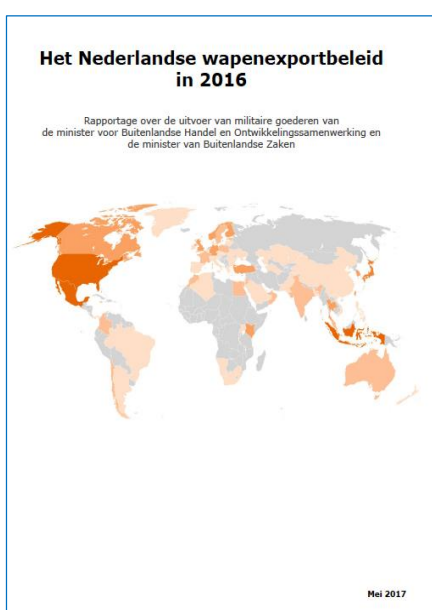 Het Nederlandse wapenexportbeleid
in 2016
Rapportage over de uitvoer van militaire goederen van
de minister voor Buitenlandse Handel en Ontwikkelingssamenwerking en
de minister van Buitenlandse Zaken
Mei 2017